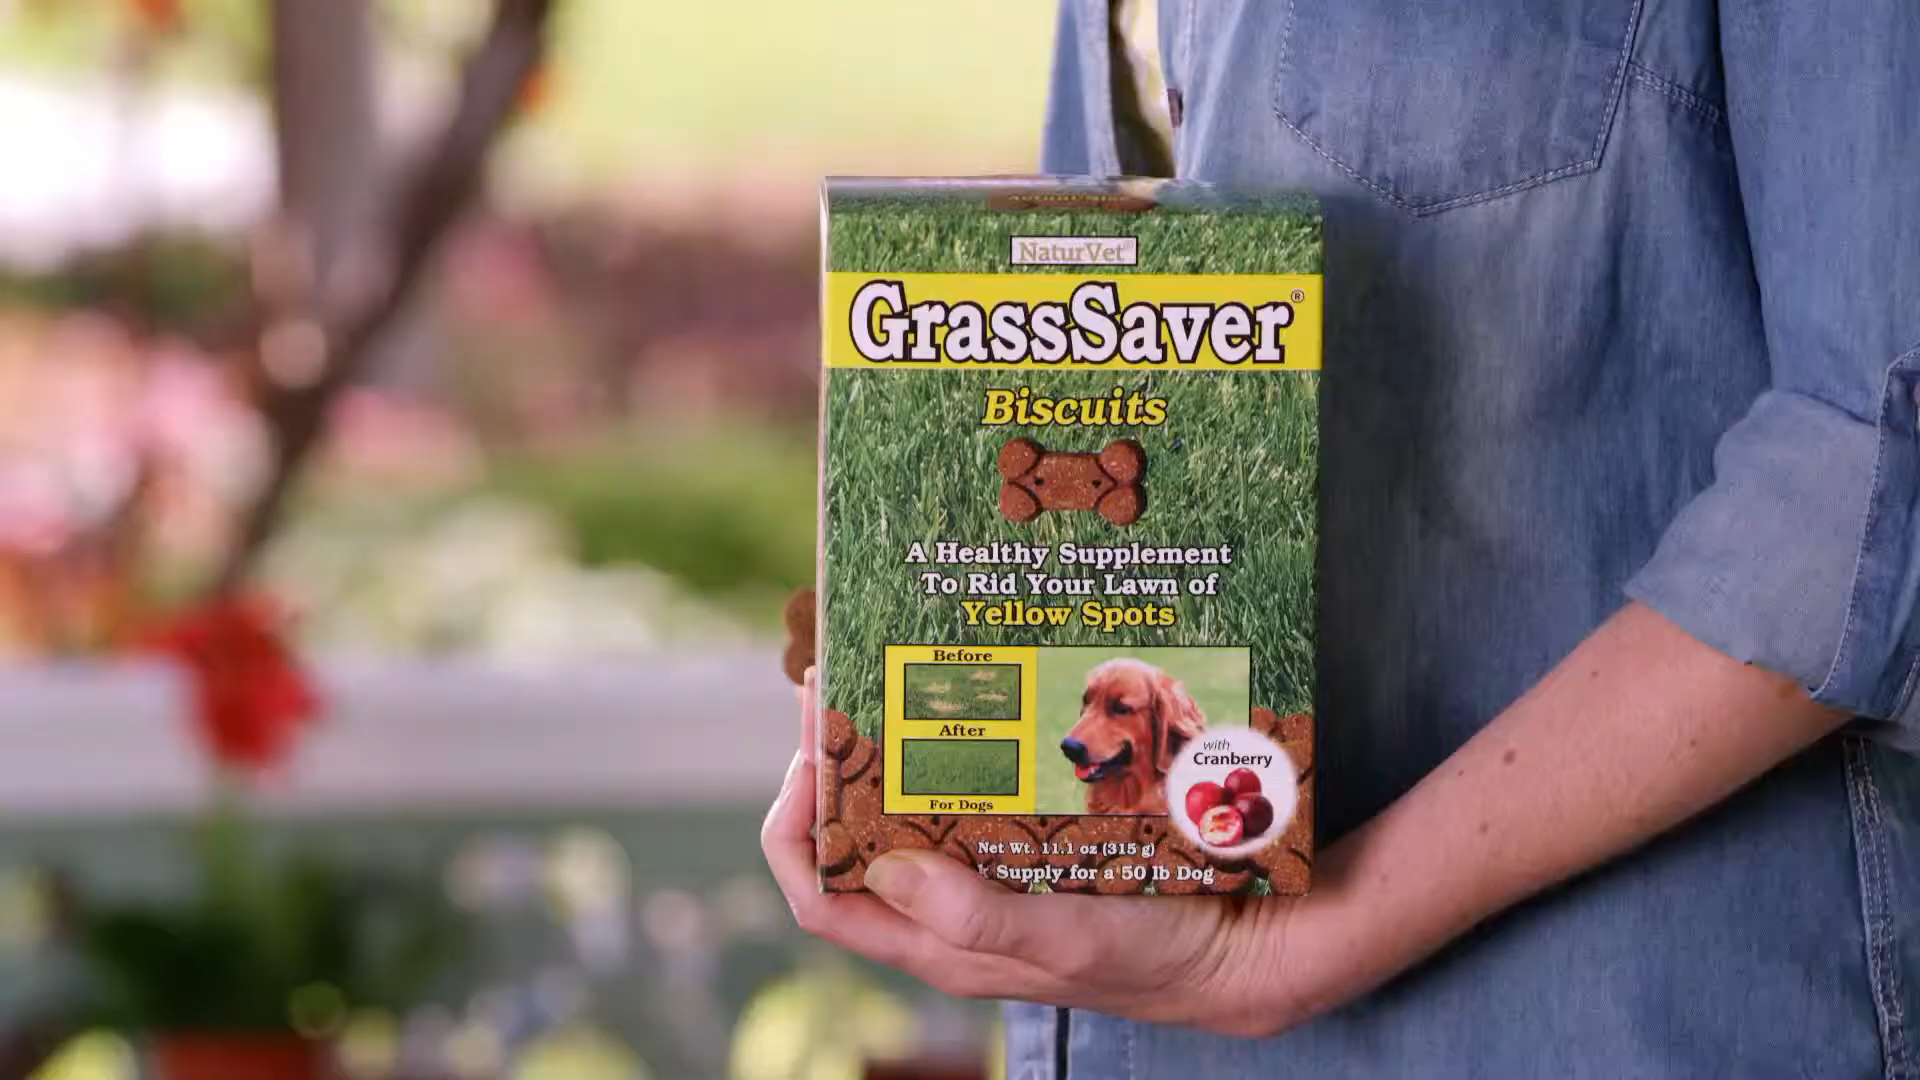 NaturVet®
GrassSaver®
Biscuits
A Healthy Supplement
To Rid Your Lawn of
Yellow Spots
Before
After
For Dogs
with
Cranberry
Net Wt. 11.1 oz (315 g)
Supply for a 50 lb Dog